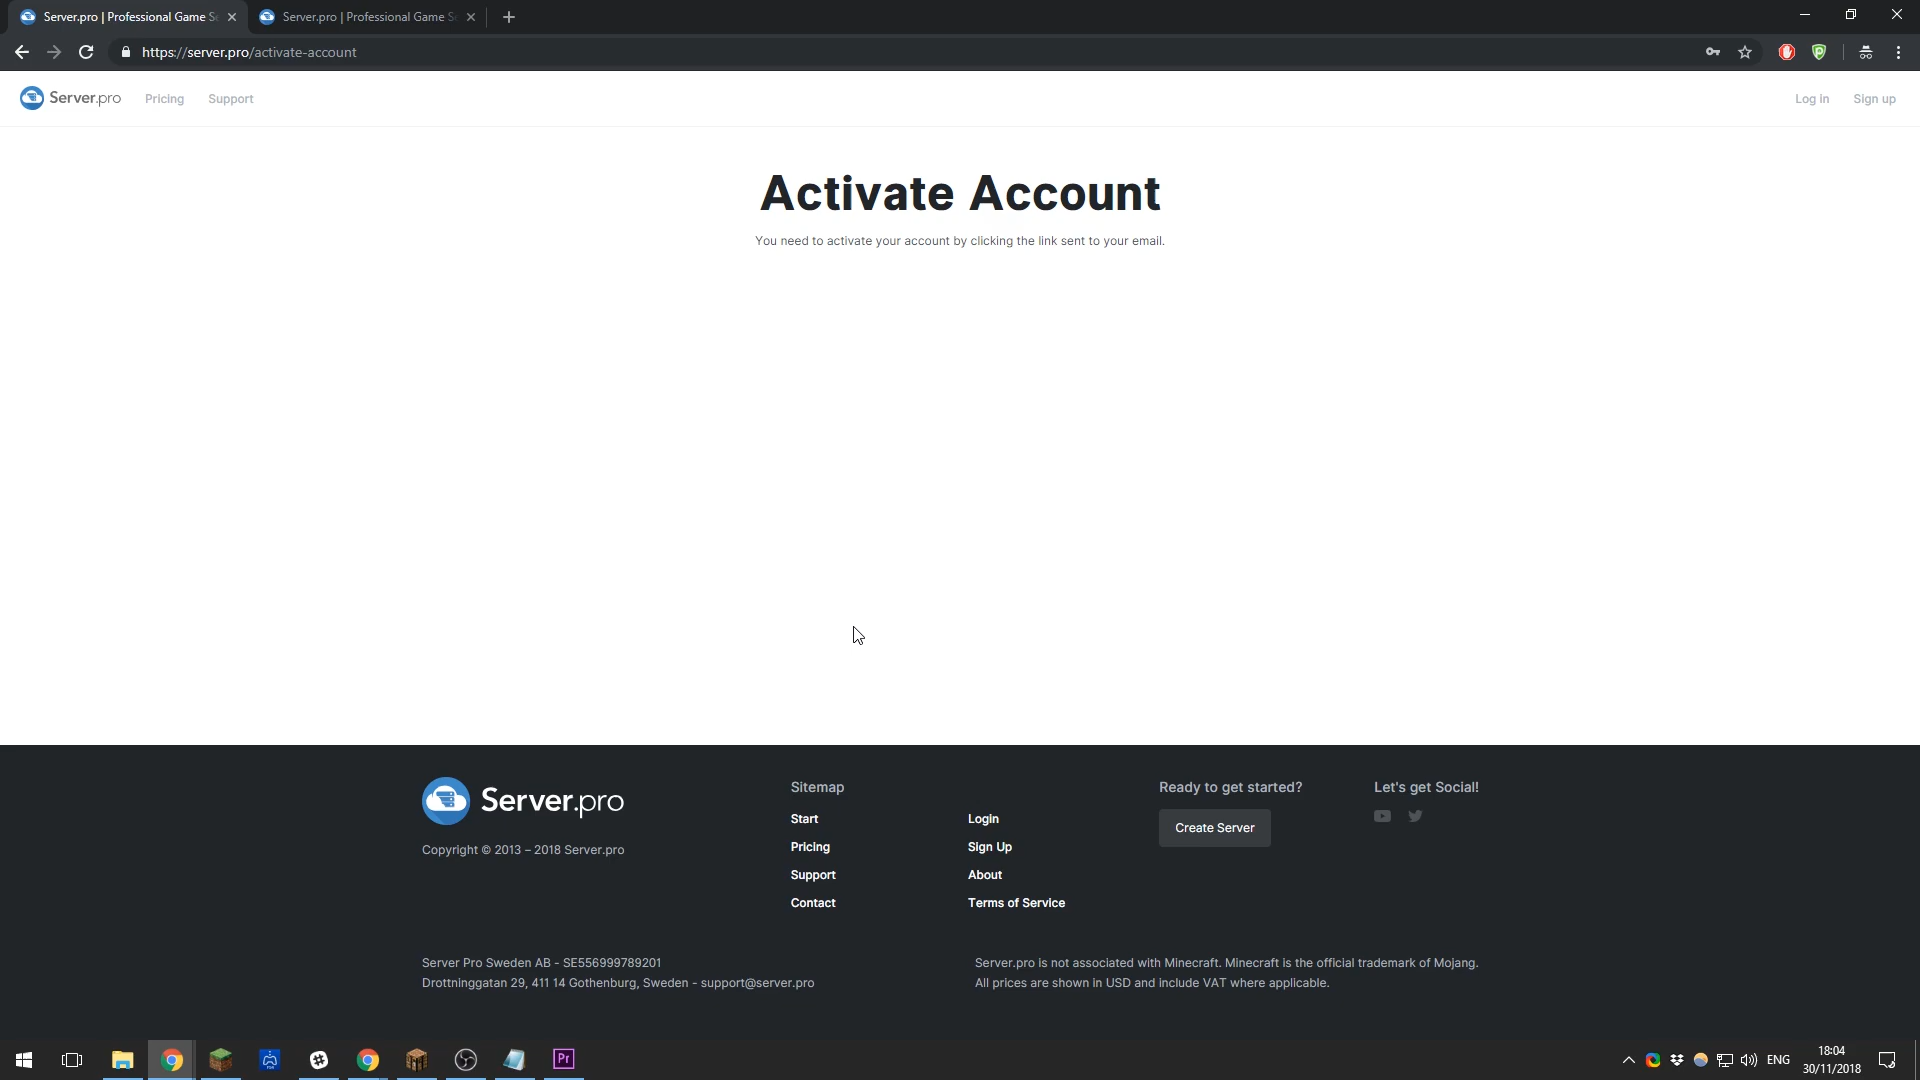 Server.pro | Professional Game S
Server.pro | Professional Game S
https://server.pro/activate-account
Server.pro
Pricing
Support
Log in
Sign up
Activate Account
You need to activate your account by clicking the link sent to your email.
Server.pro
Copyright © 2013 – 2018 Server.pro
Sitemap
Start
Pricing
Support
Contact
Login
Sign Up
About
Terms of Service
Ready to get started?
Create Server
Let's get Social!
Server Pro Sweden AB - SE556999789201
Drottninggatan 29, 411 14 Gothenburg, Sweden - support@server.pro
Server.pro is not associated with Minecraft. Minecraft is the official trademark of Mojang.
All prices are shown in USD and include VAT where applicable.
Pr
ENG
18:04
30/11/2018